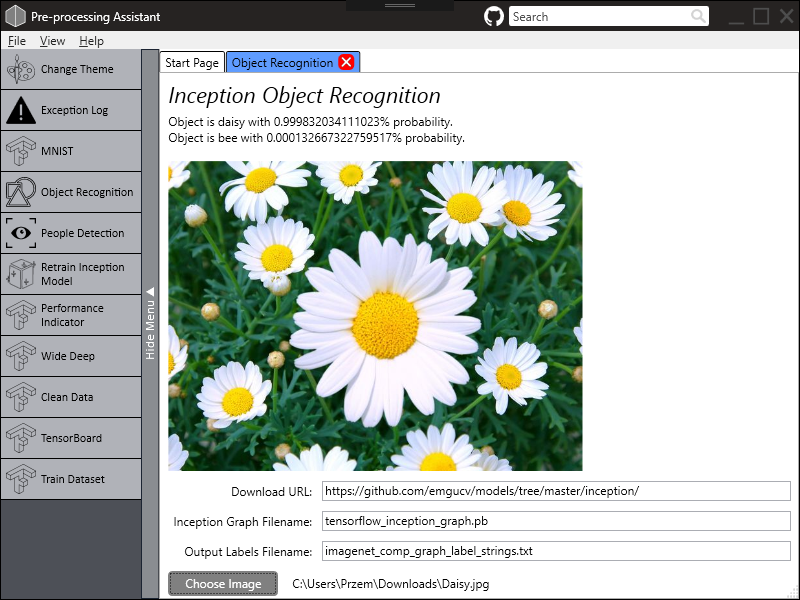 Pre-processing Assistant
Search
File View Help
Change Theme
Exception Log
MNIST
Object Recognition
People Detection
Retrain Inception
Model
Performance
Indicator
Wide Deep
Clean Data
TensorBoard
Train Dataset
Hide Menu
Start Page
Object Recognition
Inception Object Recognition
Object is daisy with 0.999832034111023% probability.
Object is bee with 0.000132667322759517% probability.
Download URL: https://github.com/emgucv/models/tree/master/inception/
Inception Graph Filename: tensorflow_inception_graph.pb
Output Labels Filename: imagenet_comp_graph_label_strings.txt
Choose Image C:\Users\Przem\Downloads\Daisy.jpg